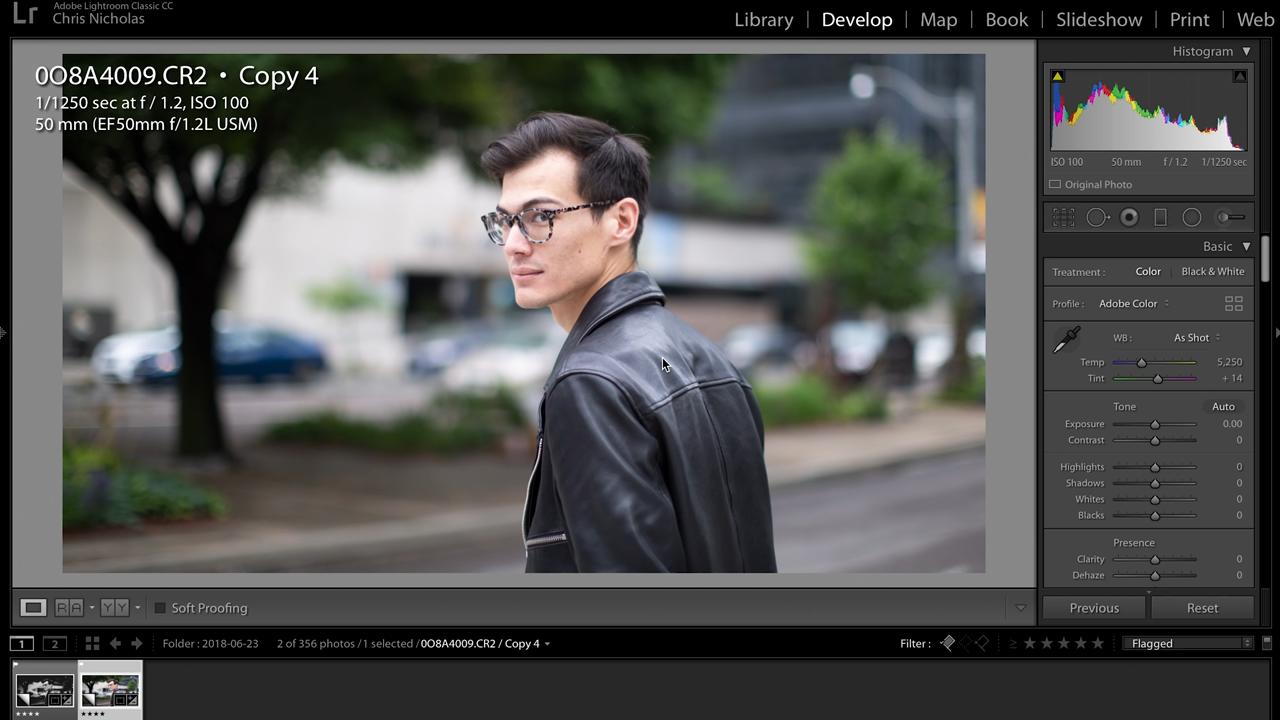 Lr
Adobe Lightroom Classic CC
Chris Nicholas
Library | Develop | Map | Book | Slideshow | Print | Web
0O8A4009.CR2 • Copy 4
1/1250 sec at f / 1.2, ISO 100
50 mm (EF50mm f/1.2L USM)
Histogram
ISO 100 50 mm f / 1.2 1/1250 sec
Original Photo
Basic
Treatment : Color | Black & White
Profile : Adobe Color
WB : As Shot
Temp 5,250
Tint + 14
Tone Auto
Exposure 0.00
Contrast 0
Highlights 0
Shadows 0
Whites 0
Blacks 0
Presence
Clarity 0
Dehaze 0
R A Y Y Soft Proofing
Previous Reset
1 2 Folder : 2018-06-23 2 of 356 photos / 1 selected / 0O8A4009.CR2 / Copy 4 Filter : ≥ ★ ★ ★ ★ ★ Flagged
★★★★ ★★★★